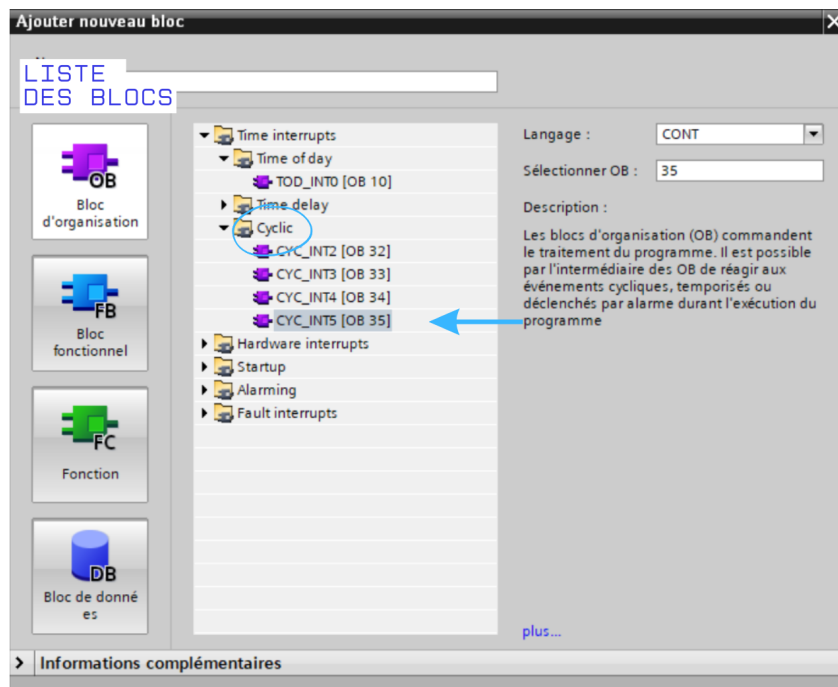 Ajouter nouveau bloc
LISTE
DES BLOCS
OB
Bloc
d'organisation
FB
Bloc
fonctionnel
FC
Fonction
DB
Bloc de donné
es
Time interrupts
Time of day
TOD_INT0 [OB 10]
Time delay
Cyclic
CYC_INT2 [OB 32]
CYC_INT3 [OB 33]
CYC_INT4 [OB 34]
CYC_INT5 [OB 35]
Hardware interrupts
Startup
Alarming
Fault interrupts
Langage : CONT
Sélectionner OB : 35
Description :
Les blocs d'organisation (OB) commandent
le traitement du programme. Il est possible
par l'intermédiaire des OB de réagir aux
événements cycliques, temporisés ou
déclenchés par alarme durant l'exécution du
programme
plus...
Informations complémentaires